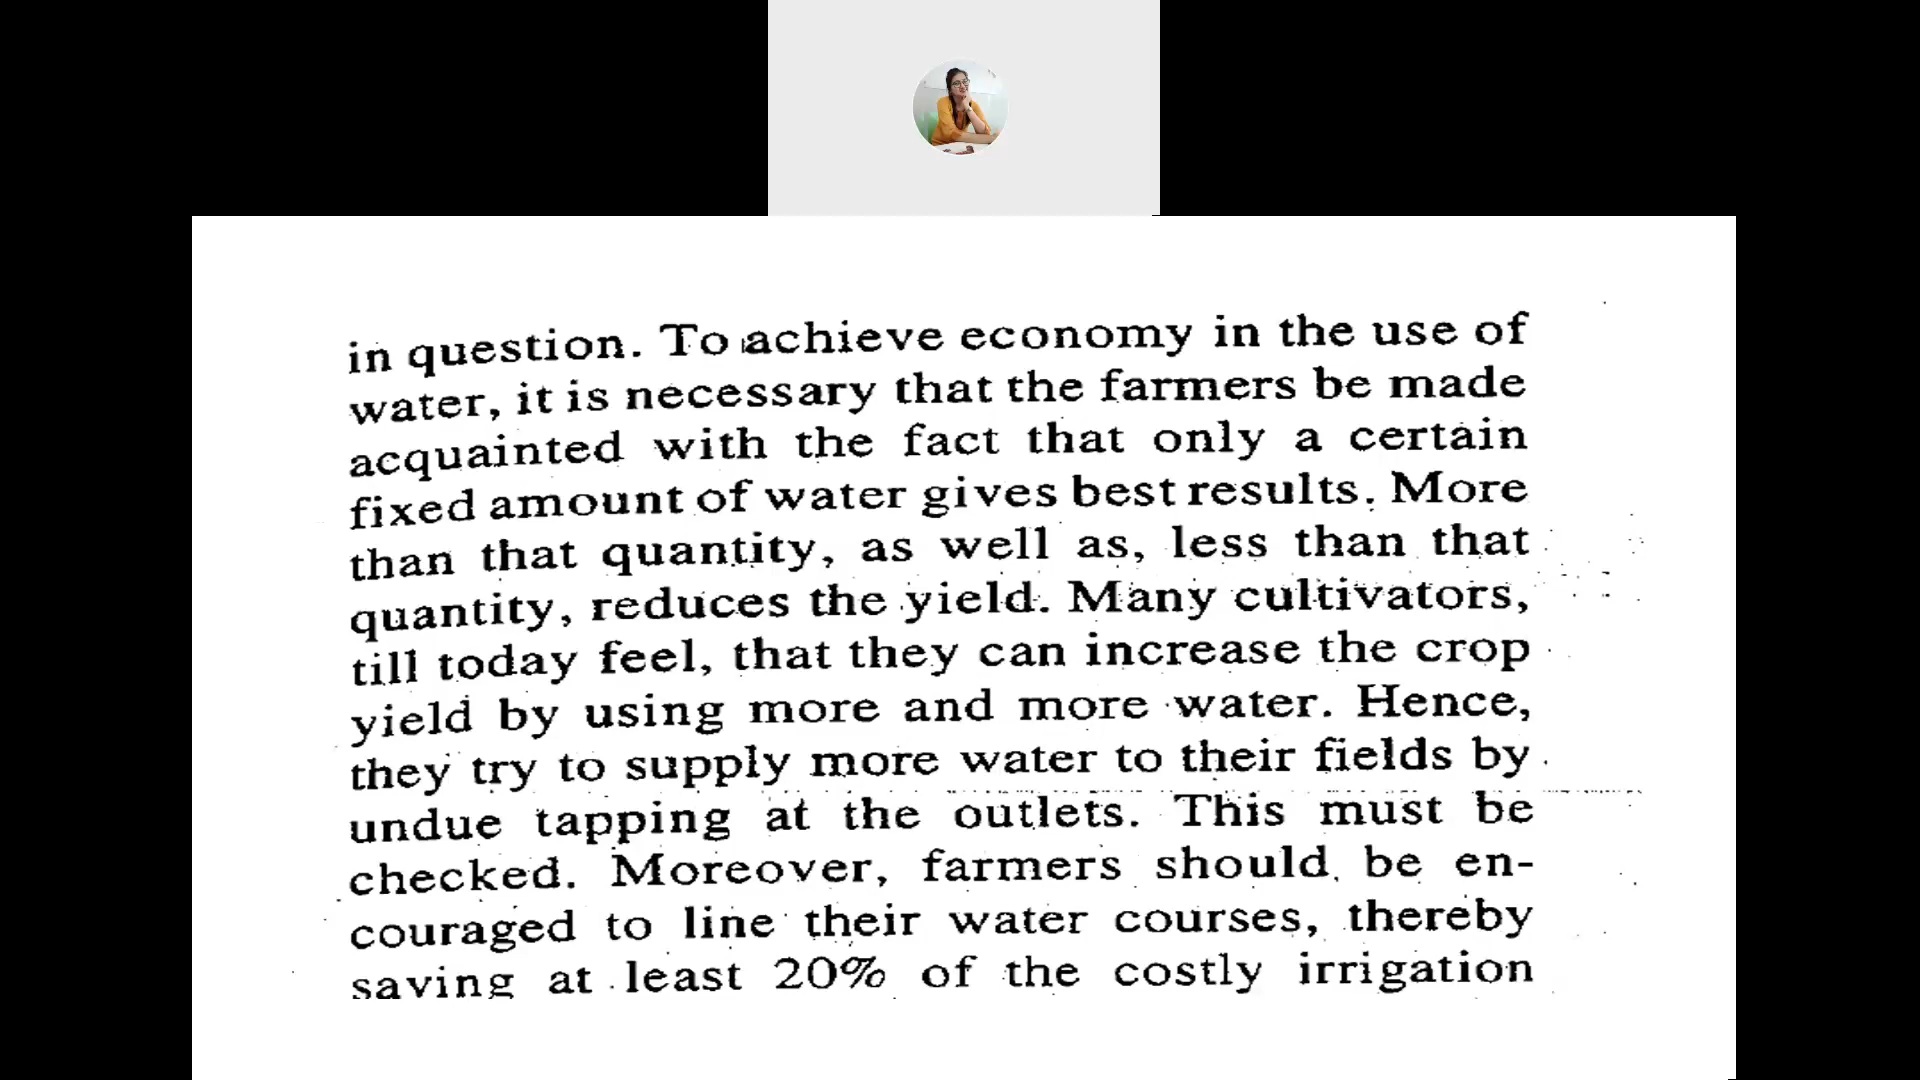 in question. To achieve economy in the use of
water, it is necessary that the farmers be made
acquainted with the fact that only a certain
fixed amount of water gives best results. More
than that quantity, as well as, less than that
quantity, reduces the yield. Many cultivators,
till today feel, that they can increase the crop
yield by using more and more water. Hence,
they try to supply more water to their fields by
undue tapping at the outlets. This must be
checked. Moreover, farmers should be en-
couraged to line their water courses, thereby
saving at least 20% of the costly irrigation